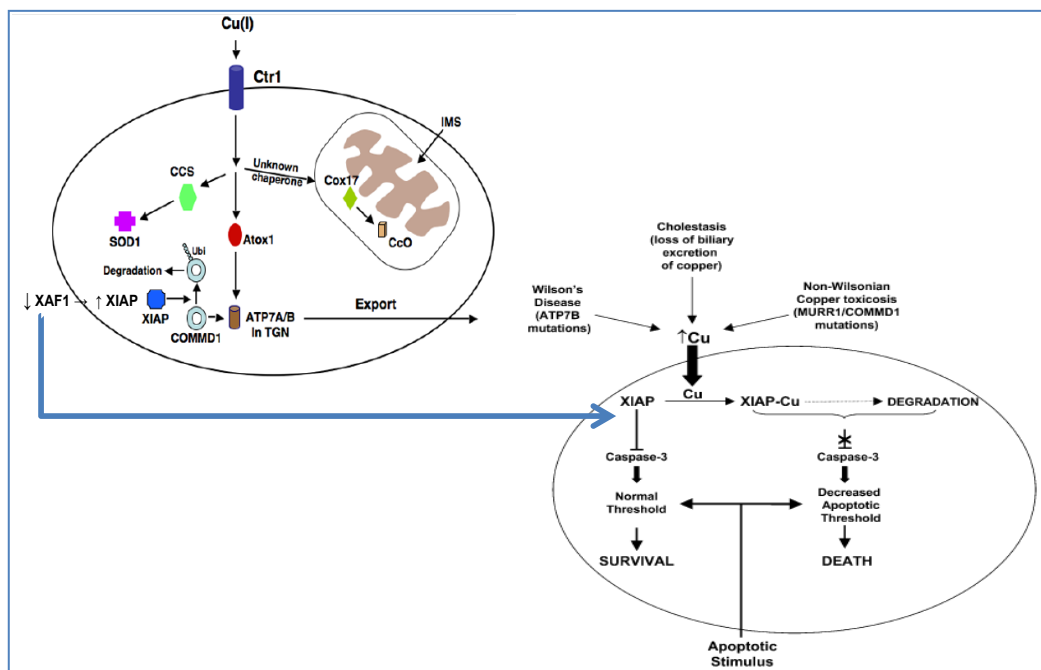 Cu(I)
Ctr1
IMS
Unknown
chaperone
CCS
Cox17
SOD1
Atox1
CcO
Ubi
Degradation
↓ XAF1 → ↑ XIAP
XIAP
COMMD1
ATP7A/B
In TGN
Export
Cholestasis
(loss of biliary
excretion
of copper)
Wilson's
Disease
(ATP7B
mutations)
Non-Wilsonian
Copper toxicosis
(MURR1/COMMD1
mutations)
↑Cu
Cu
XIAP
XIAP-Cu
DEGRADATION
Caspase-3
Caspase-3
Normal
Threshold
Decreased
Apoptotic
Threshold
SURVIVAL
DEATH
Apoptotic
Stimulus